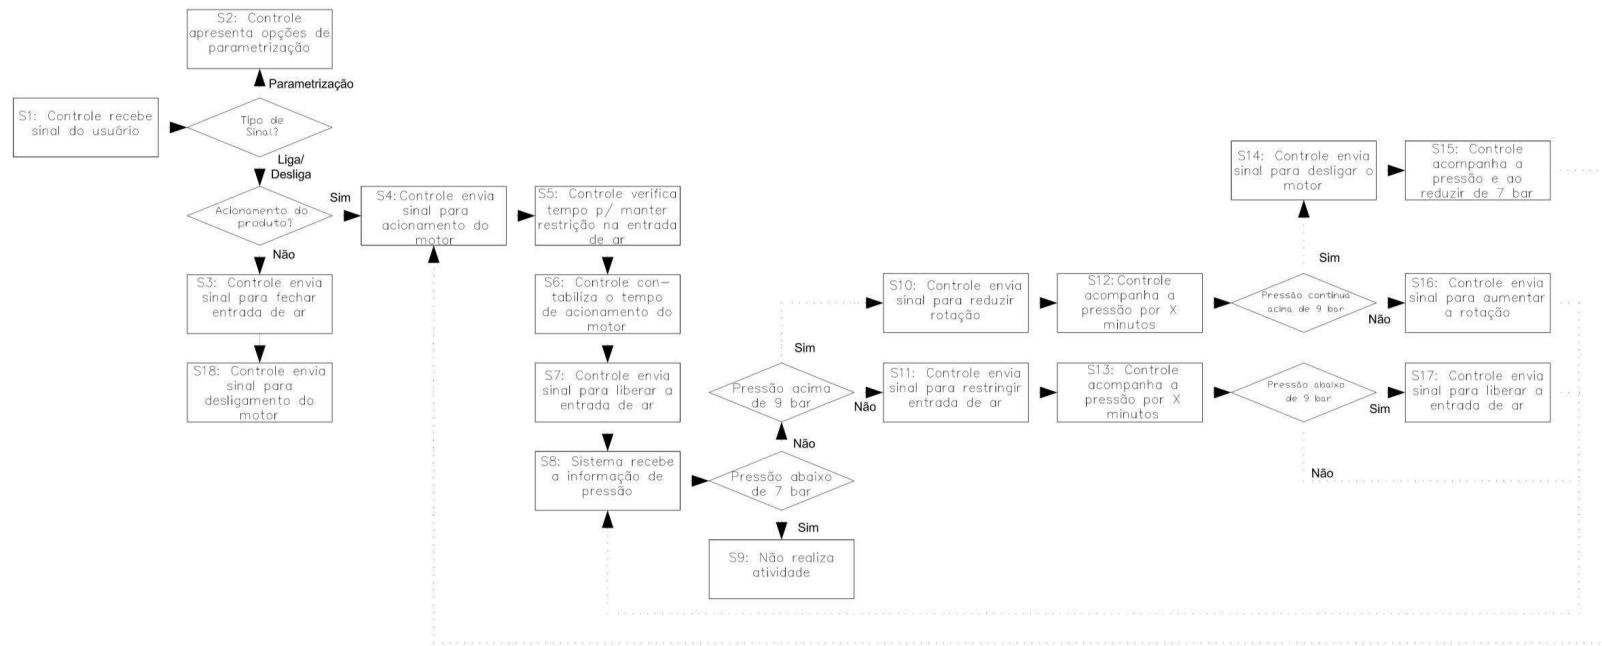 S2: Controle
apresenta opções de
parametrização
Parametrização
S1: Controle recebe
sinal do usuário
Tipo de
Sinal?
Liga/
Desliga
Acionamento do
produto?
Sim
Não
S3: Controle envia
sinal para fechar
entrada de ar
S18: Controle envia
sinal para
desligamento do
motor
S4:Controle envia
sinal para
acionamento do
motor
S5: Controle verifica
tempo p/ manter
restrição na entrada
de ar
S6: Controle con-
tabiliza o tempo
de acionamento do
motor
S7: Controle envia
sinal para liberar a
entrada de ar
S8: Sistema recebe
a informação de
pressão
Pressão abaixo
de 7 bar
Sim
S9: Não realiza
atividade
Não
Pressão acima
de 9 bar
Sim
Não
S10: Controle envia
sinal para reduzir
rotação
S11: Controle envia
sinal para restringir
entrada de ar
S12:Controle
acompanha a
pressão por X
minutos
S13: Controle
acompanha a
pressão por X
minutos
Pressão continua
acima de 9 bar
Sim
Não
S14: Controle envia
sinal para desligar o
motor
S15: Controle
acompanha a
pressão e ao
reduzir de 7 bar
S16: Controle envia
sinal para aumentar
a rotação
Pressão abaixo
de 9 bar
Sim
Não
S17: Controle envia
sinal para liberar a
entrada de ar